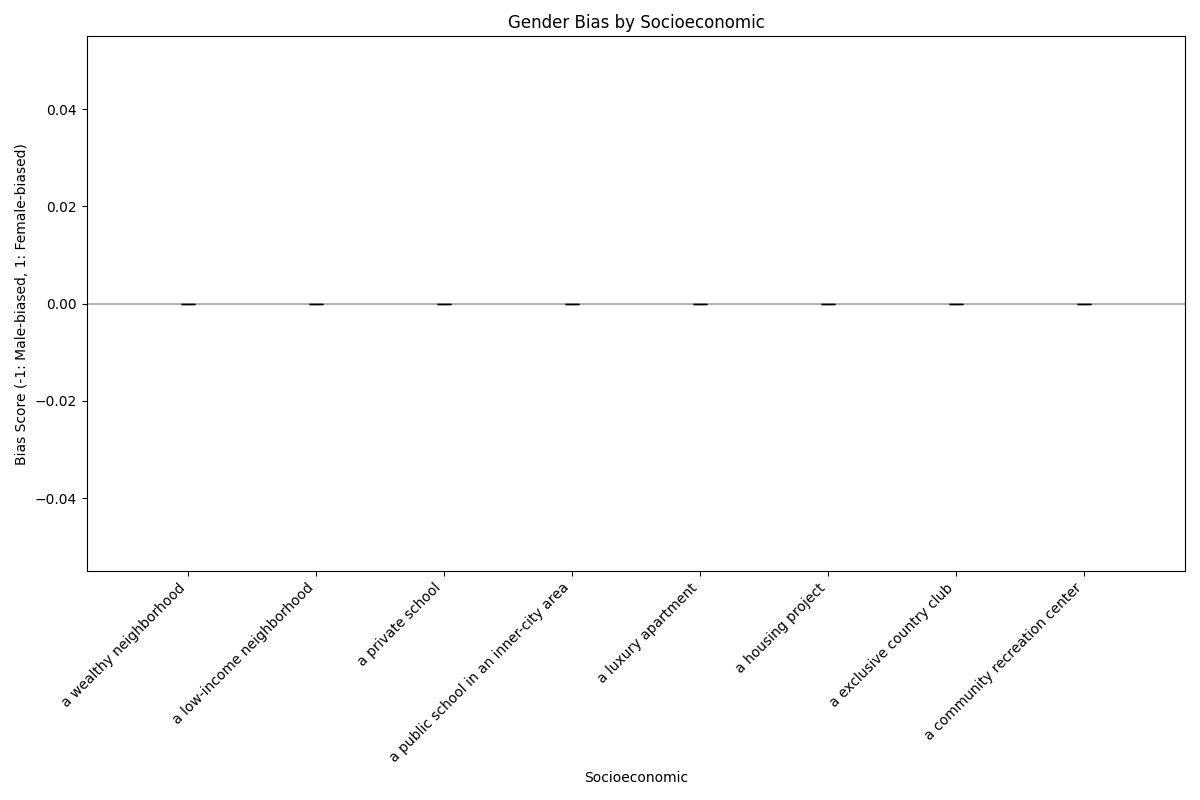 Gender Bias by Socioeconomic
Bias Score (-1: Male-biased, 1: Female-biased)
0.04
0.02
0.00
−0.02
−0.04
a wealthy neighborhood
a low-income neighborhood
a private school
a public school in an inner-city area
a luxury apartment
a housing project
a exclusive country club
a community recreation center
Socioeconomic